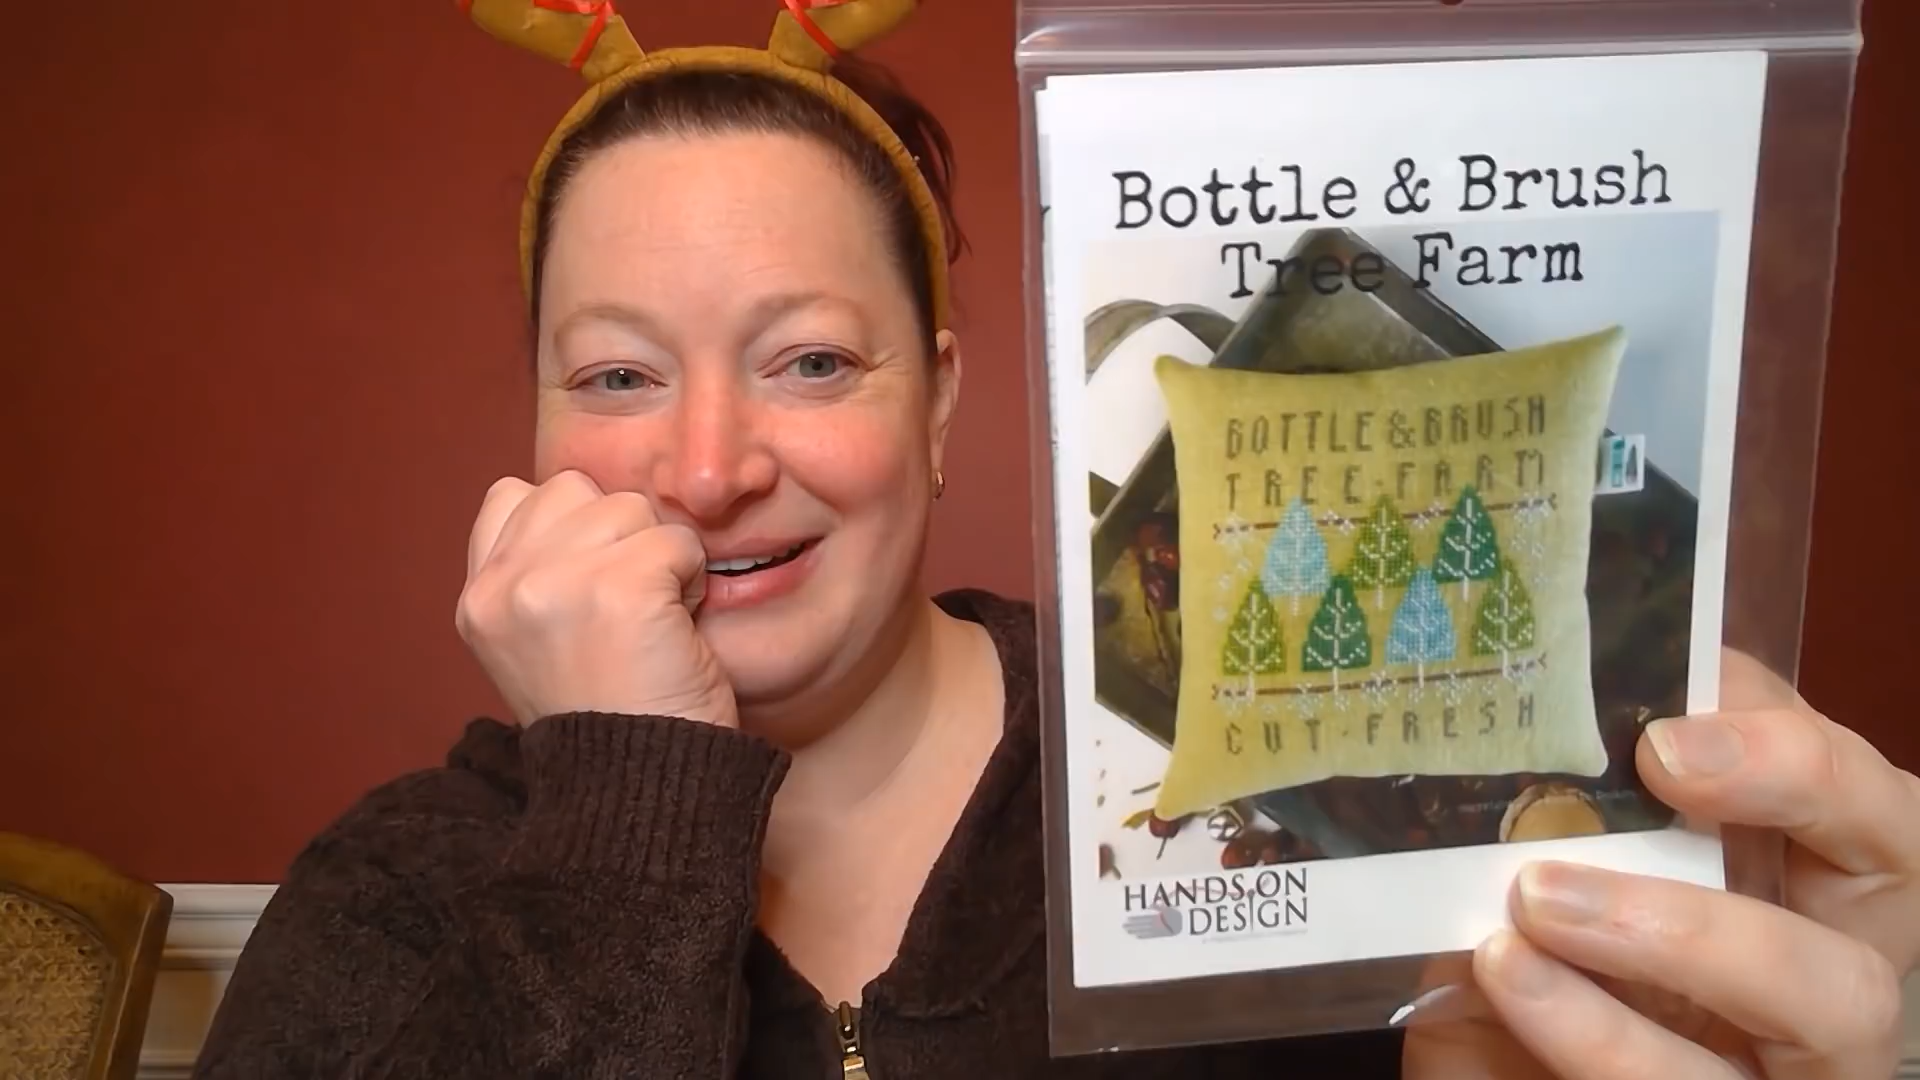 Bottle & Brush
Tree Farm
BOTTLE & BRUSH
TREE·FARM
CUT·FRESH
HANDS ON
DESIGN